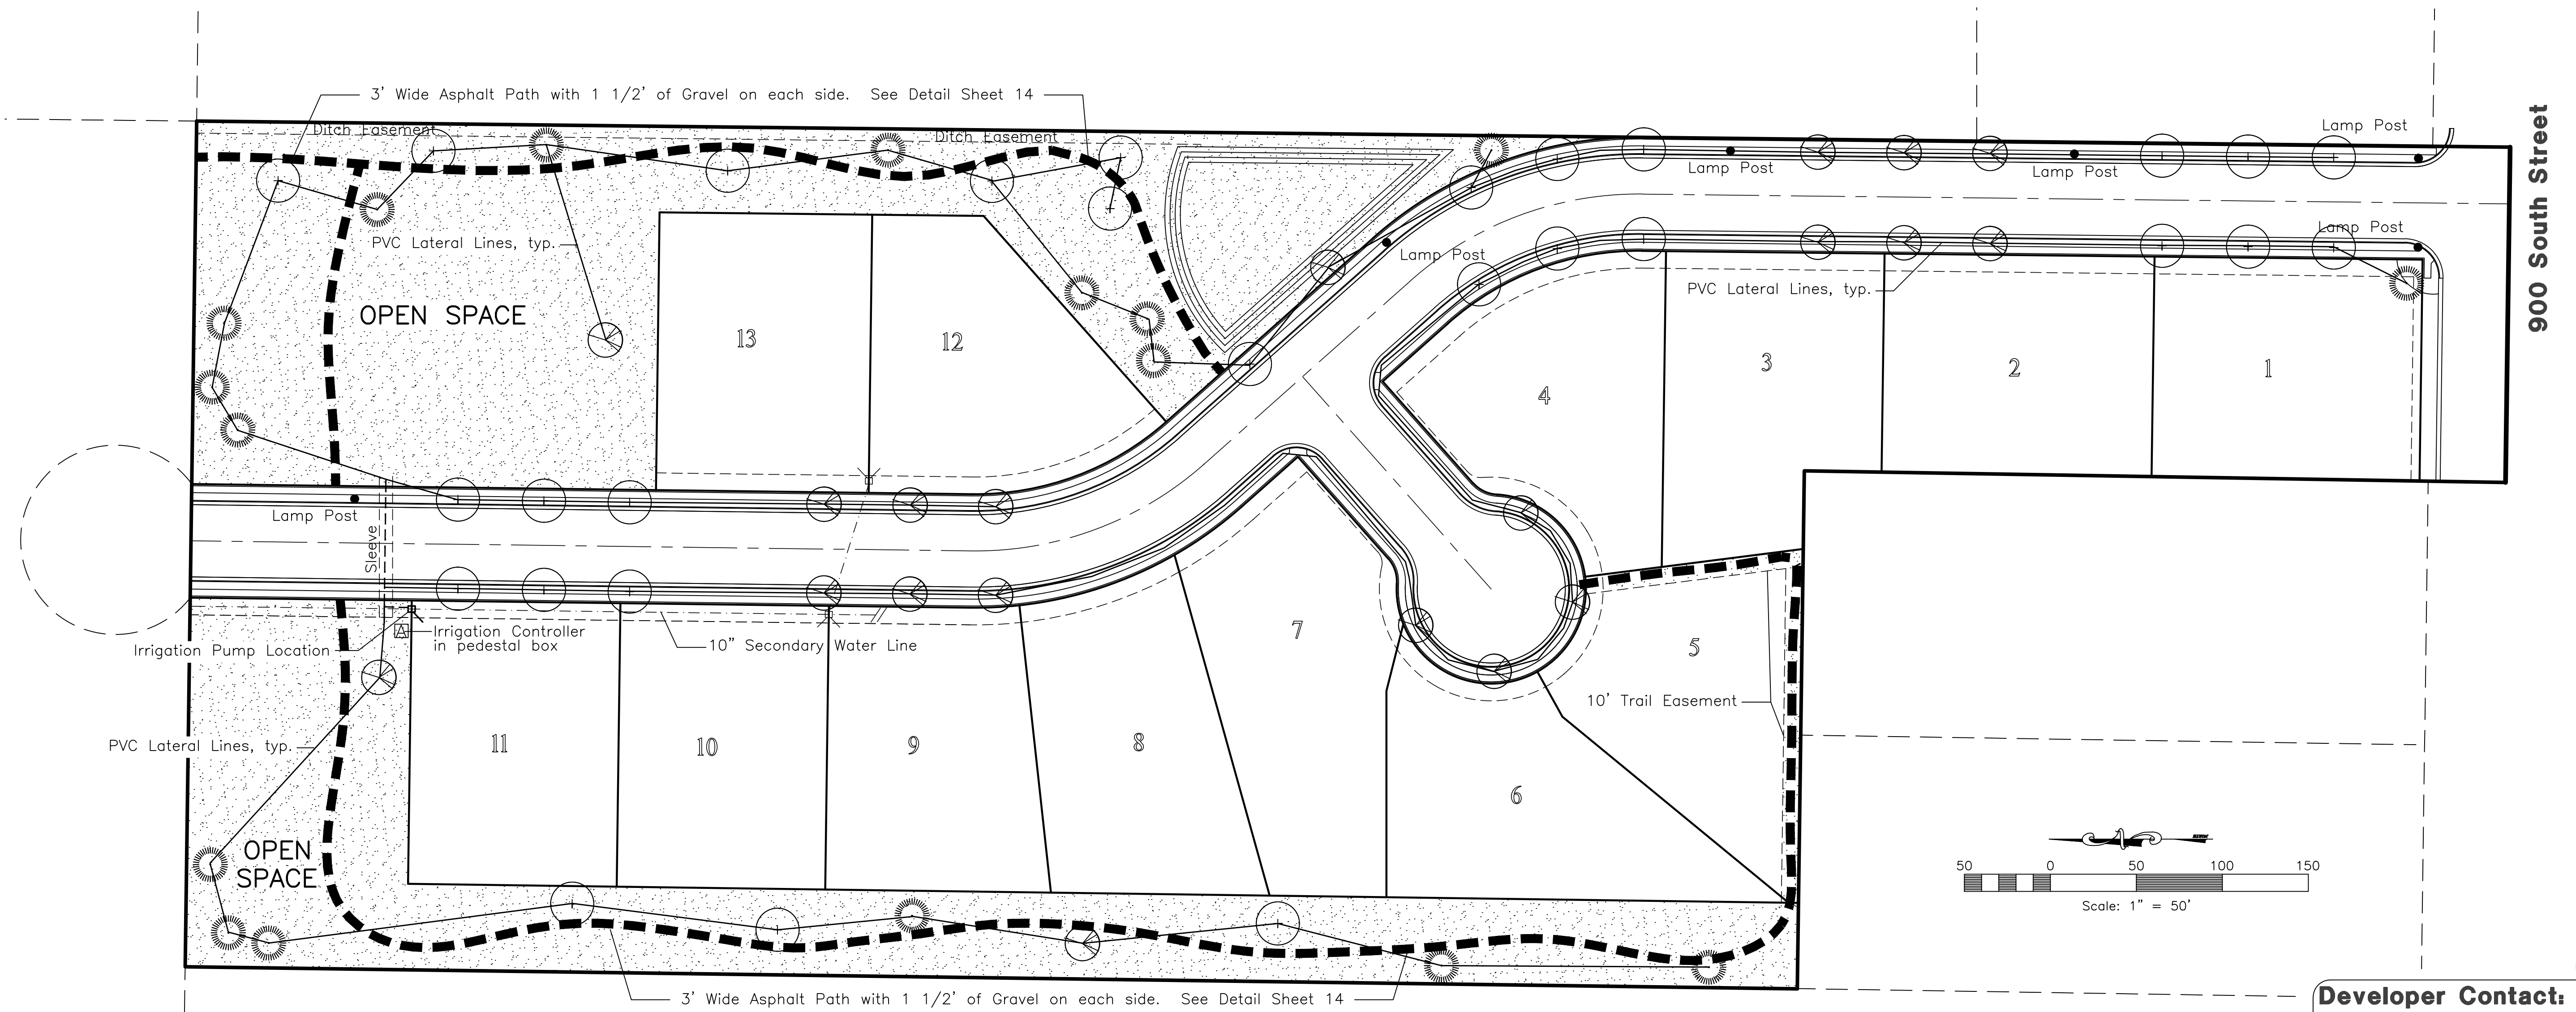 3' Wide Asphalt Path with 1 1/2' of Gravel on each side. See Detail Sheet 14
Ditch Easement
Ditch Easement
Lamp Post
Lamp Post
Lamp Post
900 South Street
PVC Lateral Lines, typ.
Lamp Post
Lamp Post
PVC Lateral Lines, typ.
OPEN SPACE
13
12
4
3
2
1
Lamp Post
Sleeve
Irrigation Pump Location
A
Irrigation Controller
in pedestal box
10" Secondary Water Line
7
5
10' Trail Easement
PVC Lateral Lines, typ.
11
10
9
8
6
OPEN
SPACE
50 0 50 100 150
Scale: 1" = 50'
3' Wide Asphalt Path with 1 1/2' of Gravel on each side. See Detail Sheet 14
Developer Contact: